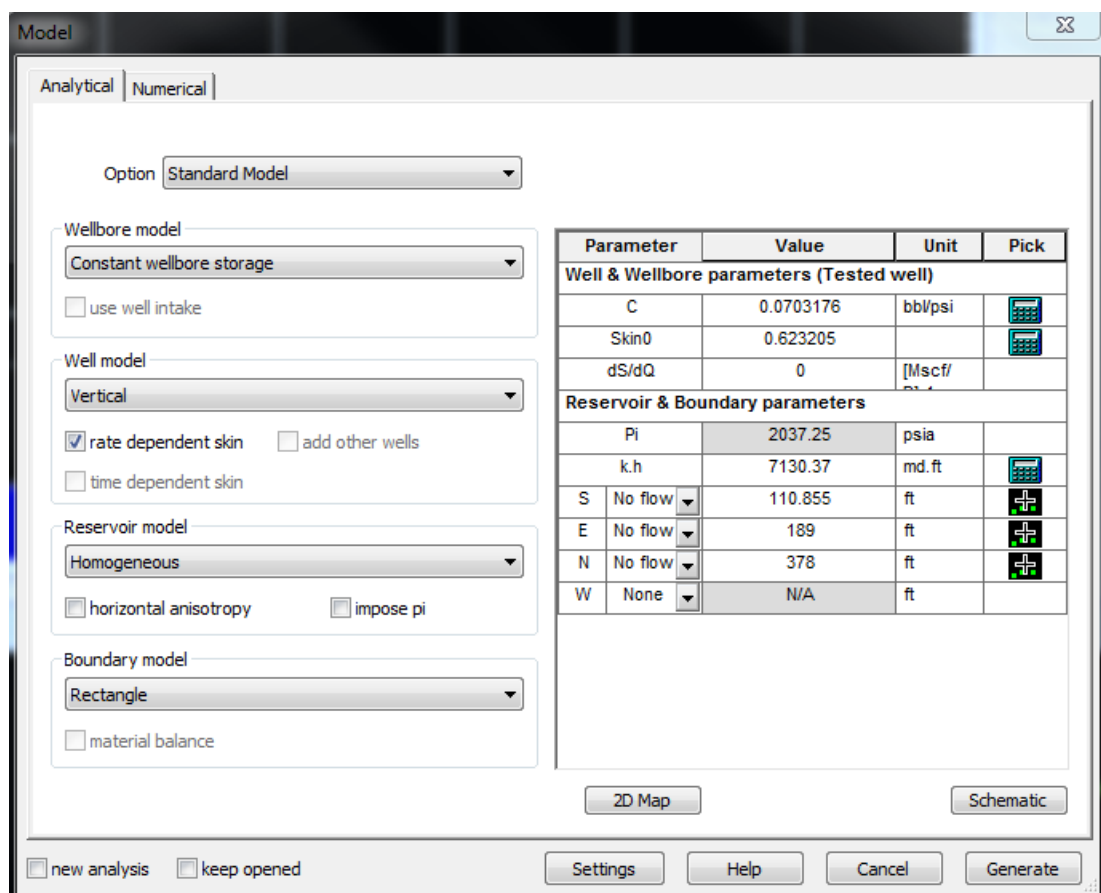 Model
Analytical Numerical
Option Standard Model
Wellbore model
Constant wellbore storage
use well intake
Well model
Vertical
rate dependent skin add other wells
time dependent skin
Reservoir model
Homogeneous
horizontal anisotropy impose pi
Boundary model
Rectangle
material balance
Parameter Value Unit Pick
Well & Wellbore parameters (Tested well)
C 0.0703176 bbl/psi
Skin0 0.623205
dS/dQ 0 [Mscf/
Reservoir & Boundary parameters
Pi 2037.25 psia
k.h 7130.37 md.ft
S No flow 110.855 ft
E No flow 189 ft
N No flow 378 ft
W None N/A ft
2D Map Schematic
new analysis keep opened Settings Help Cancel Generate